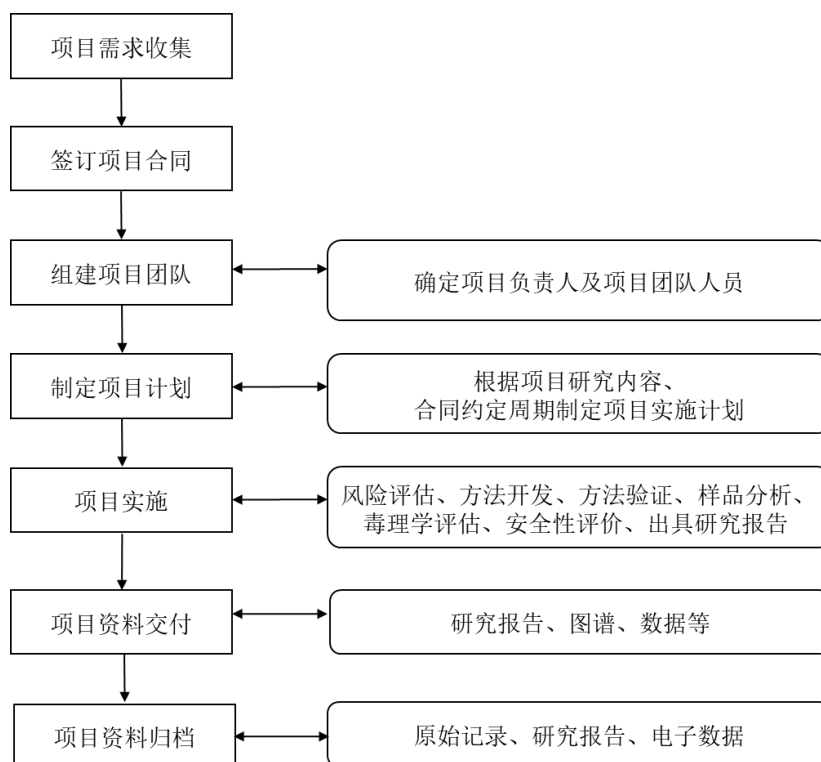 项目需求收集
签订项目合同
组建项目团队
确定项目负责人及项目团队人员
制定项目计划
根据项目研究内容、
合同约定周期制定项目实施计划
项目实施
风险评估、方法开发、方法验证、样品分析、
毒理学评估、安全性评价、出具研究报告
项目资料交付
研究报告、图谱、数据等
项目资料归档
原始记录、研究报告、电子数据